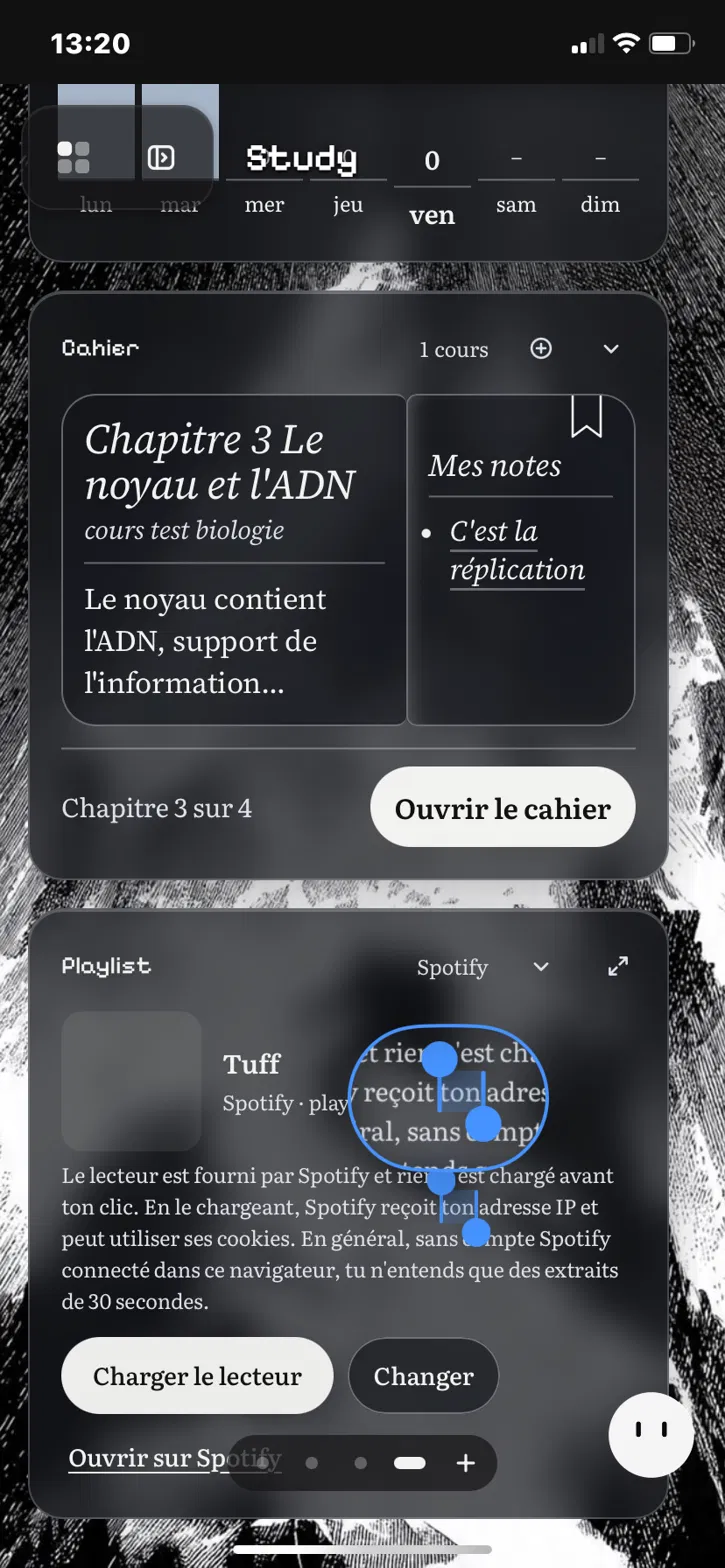 13:20
Study
0
–
–
lun
mar
mer
jeu
ven
sam
dim
Cahier
1 cours
Chapitre 3 Le
noyau et l'ADN
cours test biologie
Le noyau contient
l'ADN, support de
l'information...
Mes notes
• C'est la
réplication
Chapitre 3 sur 4
Ouvrir le cahier
Playlist
Spotify
Tuff
Spotify · play
et rien 'est ch
reçoit ton adres
ral, sans
Le lecteur est fourni par Spotify et rien est chargé avant
ton clic. En le chargeant, Spotify reçoit ton adresse IP et
peut utiliser ses cookies. En général, sans compte Spotify
connecté dans ce navigateur, tu n'entends que des extraits
de 30 secondes.
Charger le lecteur
Changer
Ouvrir sur Spotify